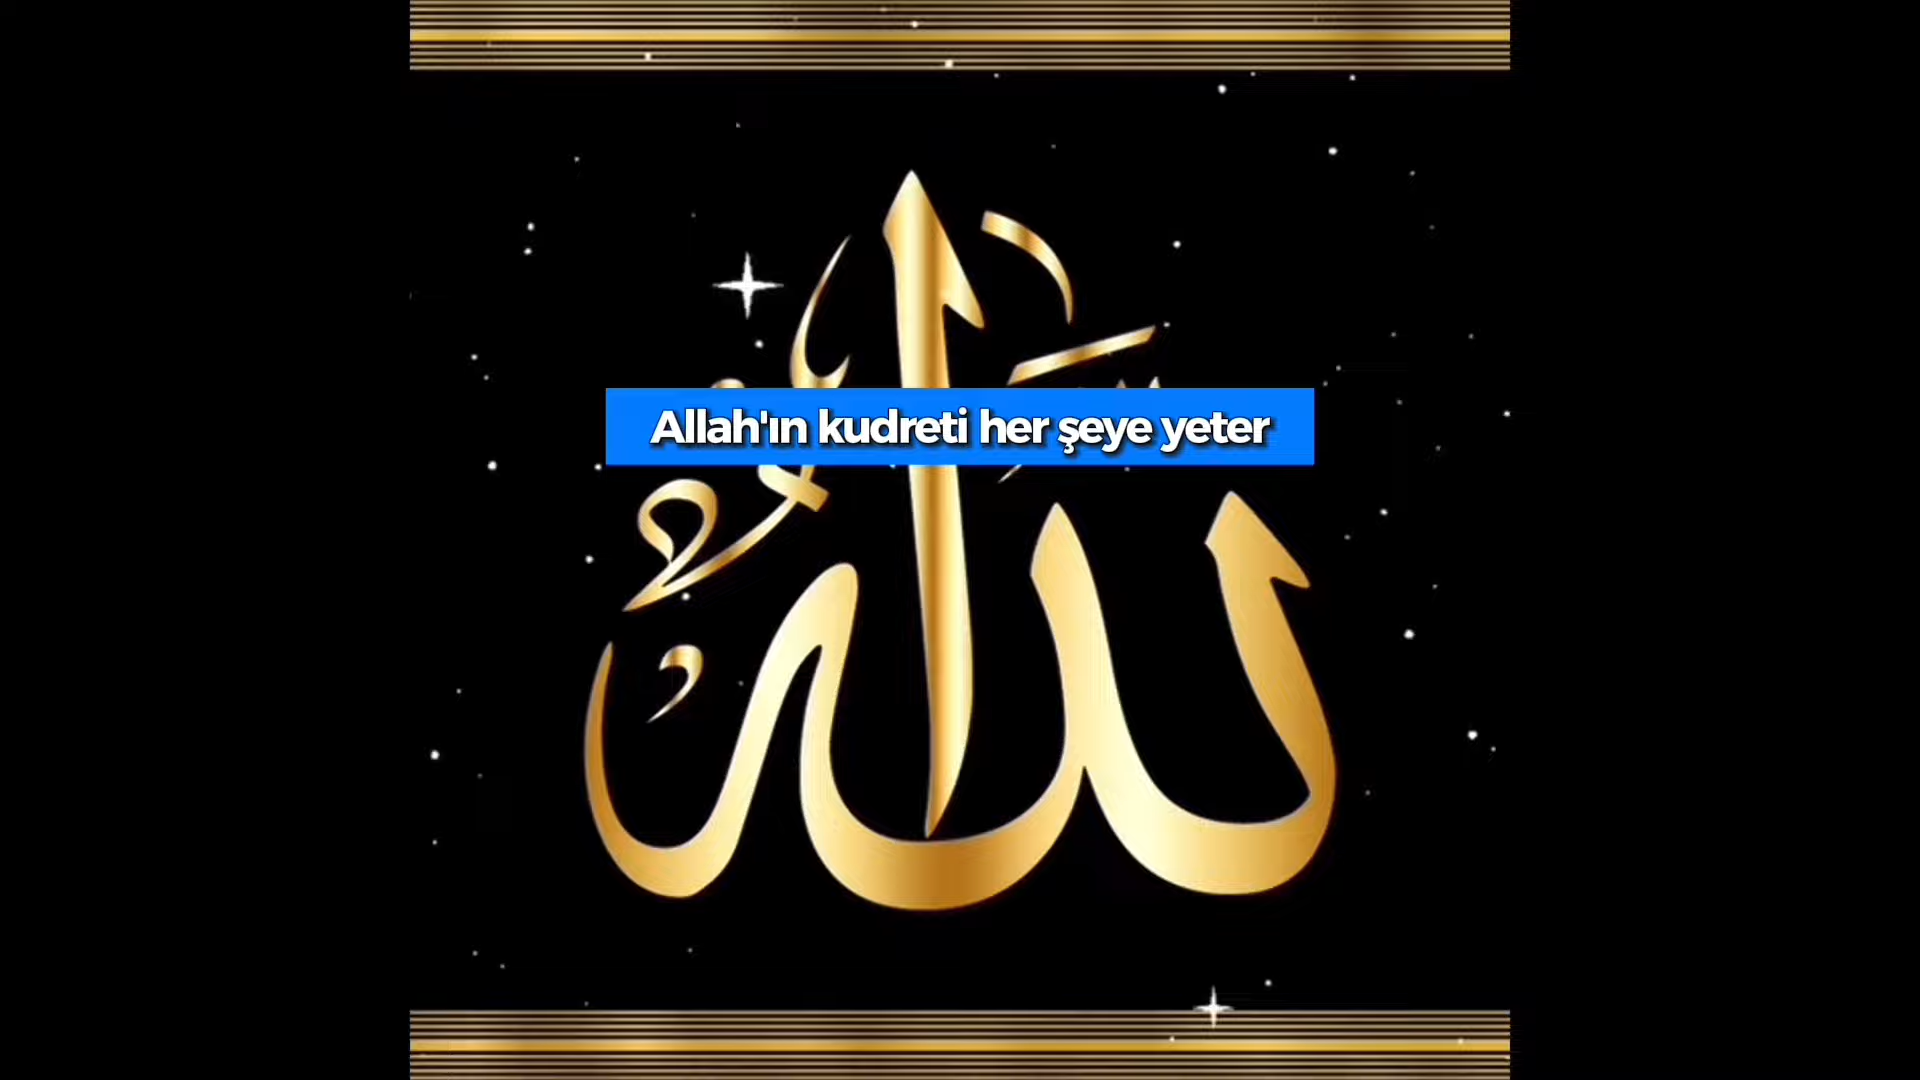 Allah'ın kudreti her şeye yeter
الله